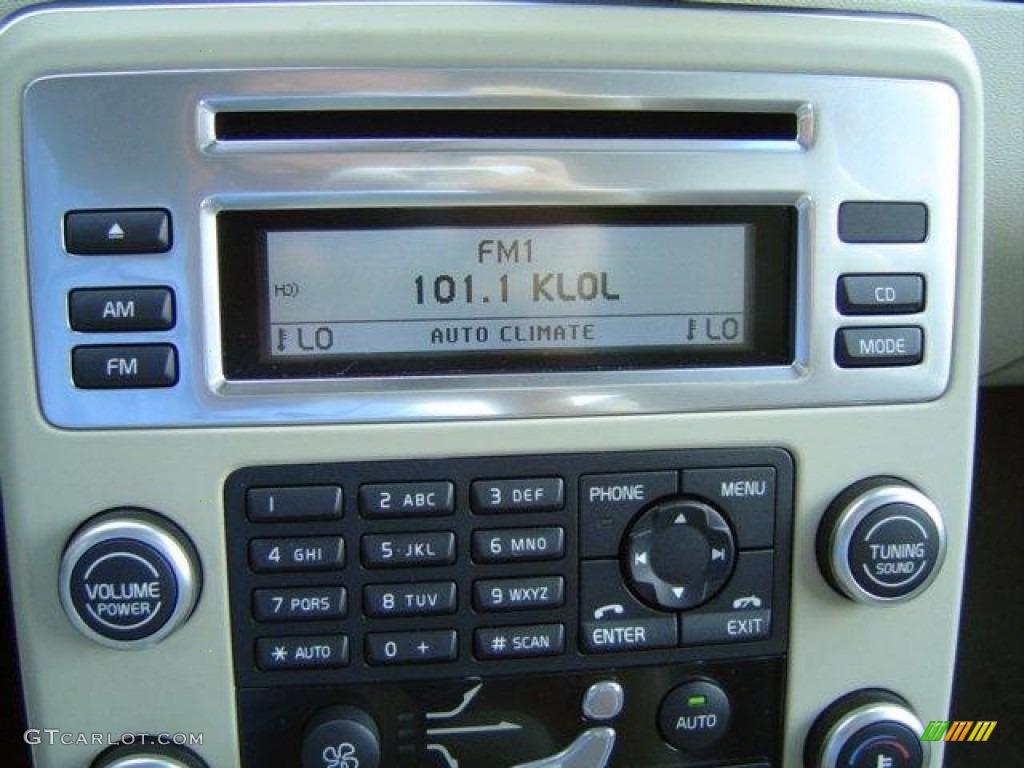 FM1
101.1 KLOL
HD
LO AUTO CLIMATE LO
AM
FM
CD
MODE
1 2 ABC 3 DEF
4 GHI 5·JKL 6 MNO
7 PQRS 8 TUV 9 WXYZ
* AUTO 0 + # SCAN
PHONE MENU
ENTER EXIT
VOLUME
POWER
TUNING
SOUND
AUTO
GTCARLOT.COM